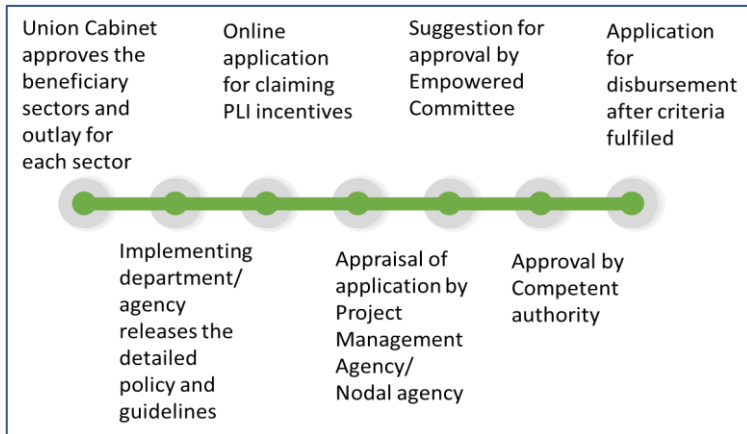 Union Cabinet
approves the
beneficiary
sectors and
outlay for
each sector
Implementing
department/
agency
releases the
detailed
policy and
guidelines
Online
application
for claiming
PLI incentives
Appraisal of
application by
Project
Management
Agency/
Nodal agency
Suggestion for
approval by
Empowered
Committee
Approval by
Competent
authority
Application
for
disbursement
after criteria
fulfiled